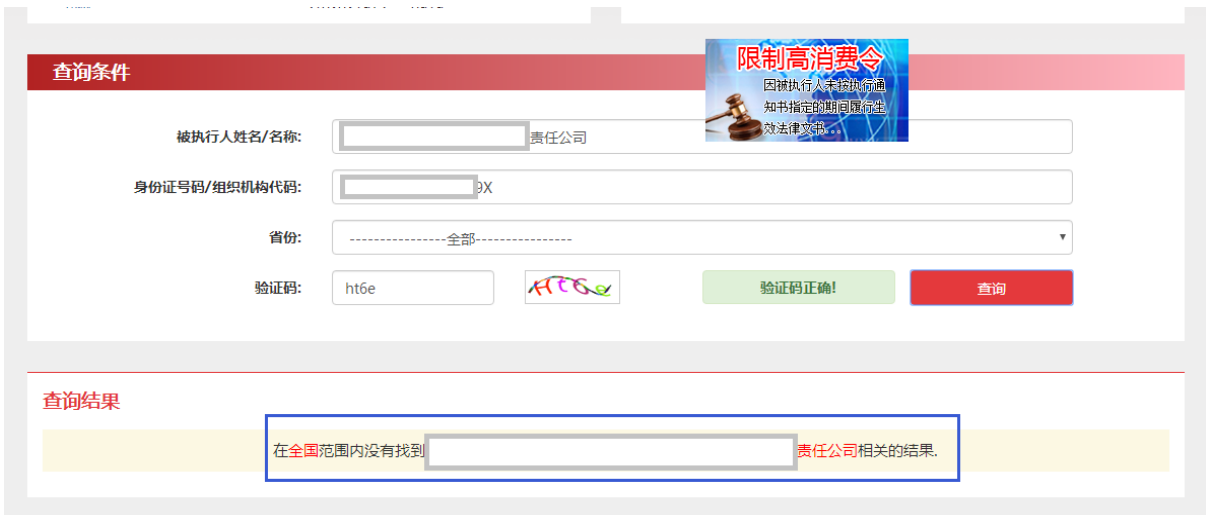 查询条件
限制高消费令
因被执行人未按执行通
知书指定的期间履行生
效法律文书...
被执行人姓名/名称:
责任公司
身份证号码/组织机构代码:
9X
省份:
----------------全部----------------
验证码:
ht6e
Ht6e
验证码正确!
查询
查询结果
在全国范围内没有找到 责任公司相关的结果.